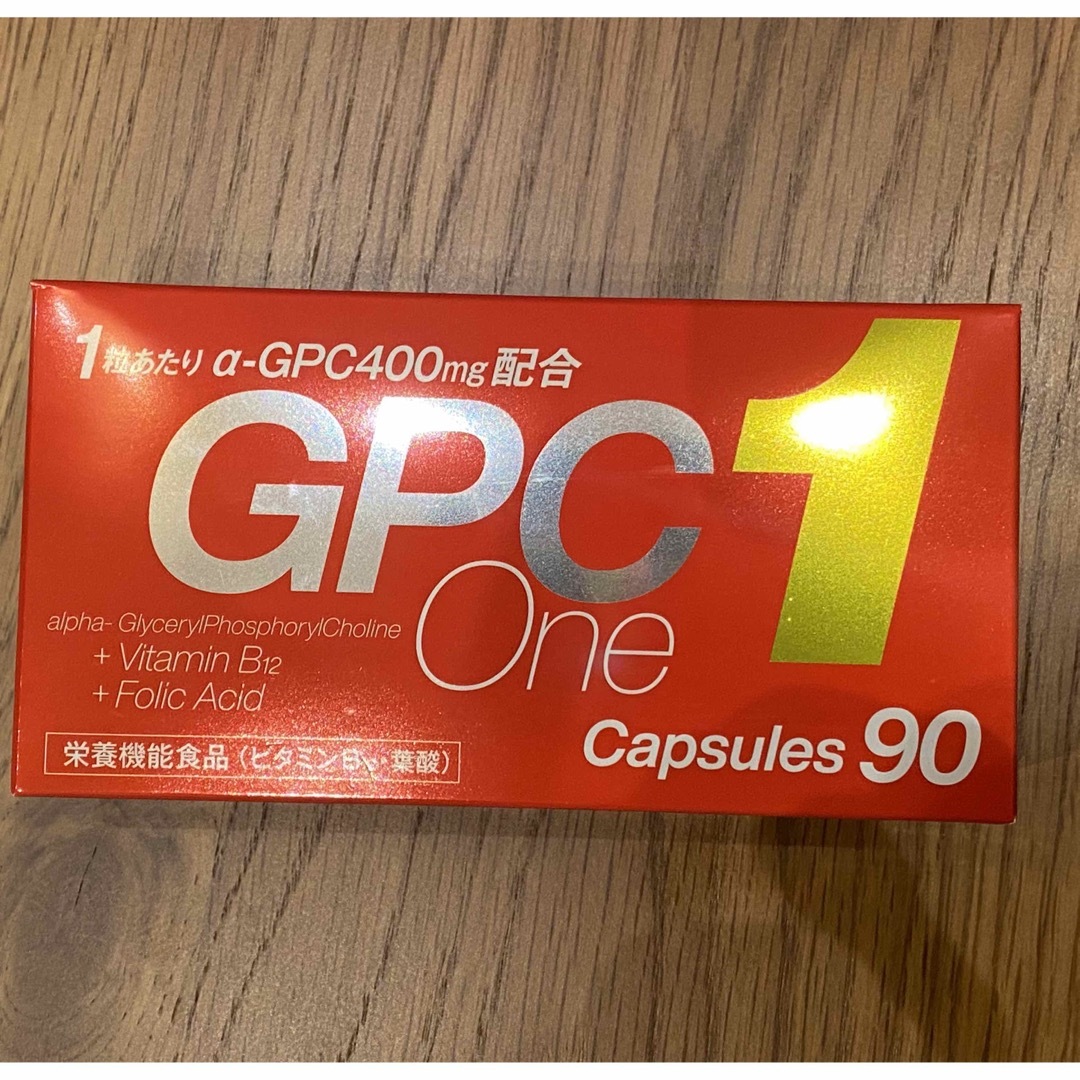 1粒あたり α-GPC400mg配合
GPC1
One
alpha- GlycerylPhosphorylCholine
+ Vitamin B12
+ Folic Acid
栄養機能食品(ビタミンB12・葉酸)
Capsules 90